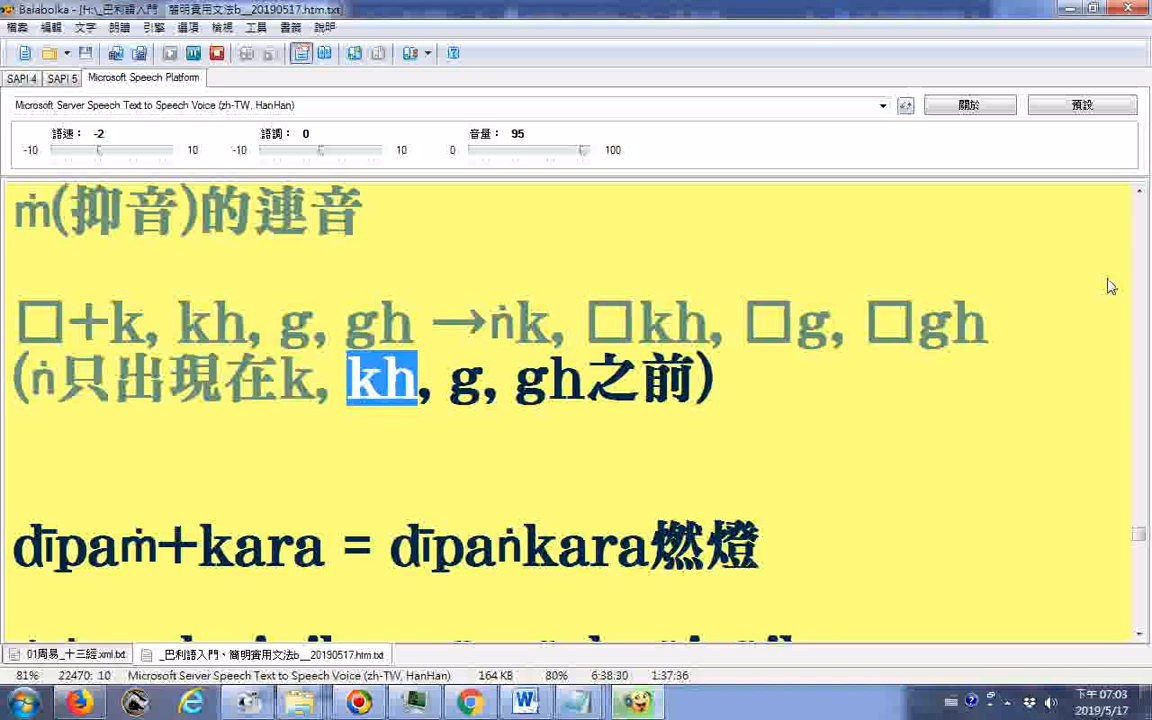 Balabolka - [H:\_巴利語入門、簡明實用文法b__20190517.htm.txt]
檔案 編輯 文字 朗讀 引擎 選項 檢視 工具 書籤 說明
SAPI 4 SAPI 5 Microsoft Speech Platform
Microsoft Server Speech Text to Speech Voice (zh-TW, HanHan) 關於 預設
語速： -2 語調： 0 音量： 95
-10 10 -10 10 0 100
ṁ(抑音)的連音
□+k, kh, g, gh →ṅk, □kh, □g, □gh
(ṅ只出現在k, kh, g, gh之前)
dīpaṁ+kara = dīpaṅkara燃燈
01周易_十三經.xml.txt _巴利語入門、簡明實用文法b__20190517.htm.txt
81% 22470: 10 Microsoft Server Speech Text to Speech Voice (zh-TW, HanHan) 164 KB 80% 6:38:30 1:37:36
下午 07:03
2019/5/17